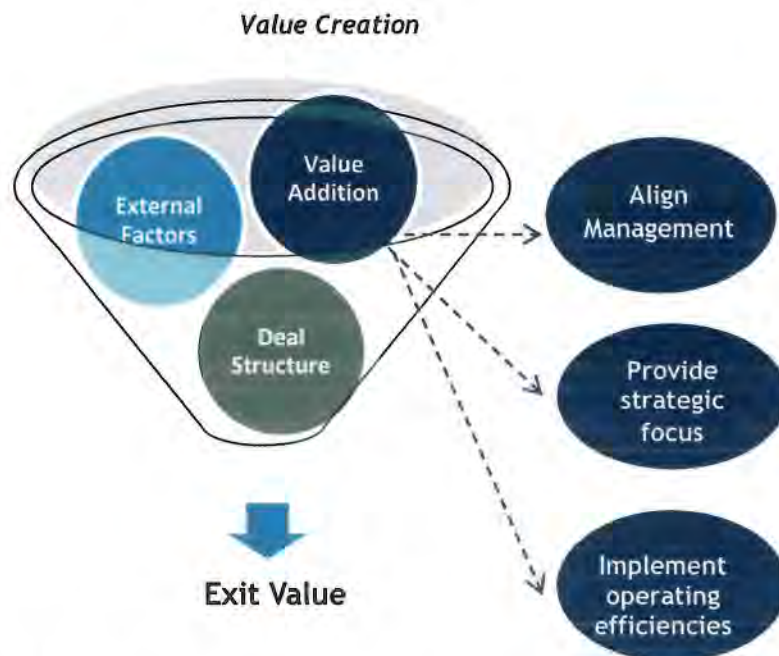 Value Creation
Value
Addition
External
Factors
Deal
Structure
Exit Value
Align
Management
Provide
strategic
focus
Implement
operating
efficiencies